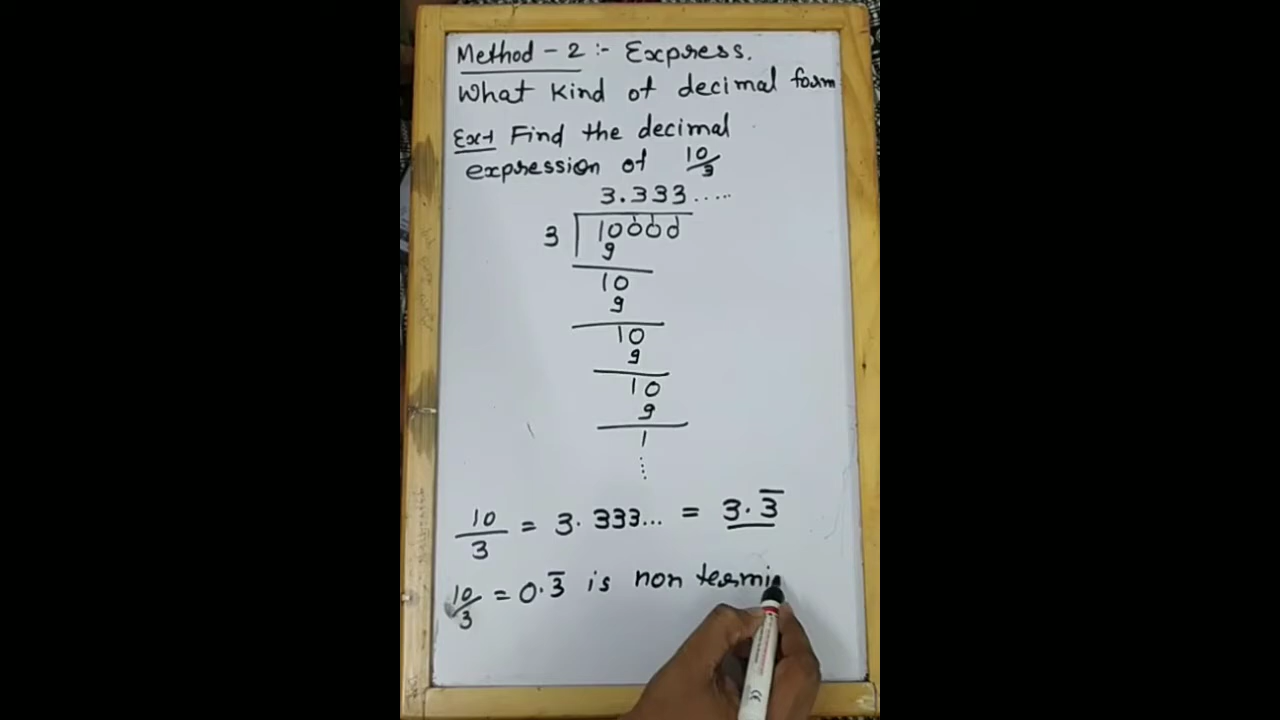 Method - 2 :- Express.
What kind of decimal form
Ex-1 Find the decimal
expression of 10/3
3.333.....
3 10000
9
10
9
10
9
10
9
1
⋮
10/3 = 3.333... = 3.3̅
10/3 = 0.3̅ is non termi